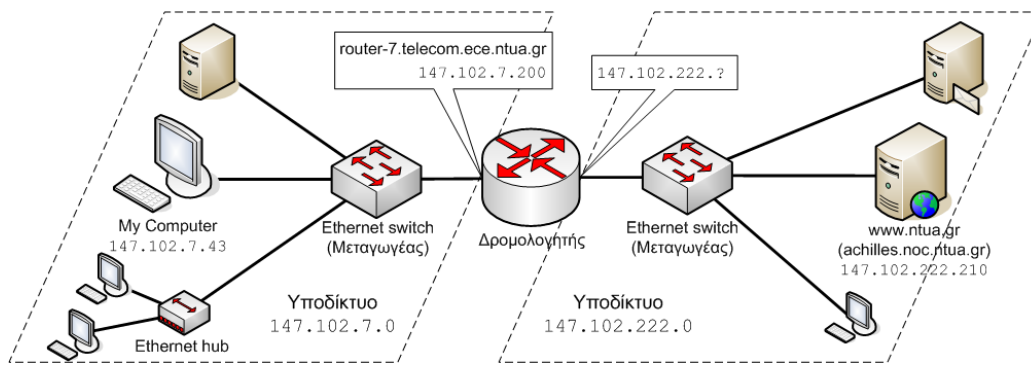 router-7.telecom.ece.ntua.gr
147.102.7.200
147.102.222.?
My Computer
147.102.7.43
Ethernet switch
(Μεταγωγέας)
Δρομολογητής
Ethernet switch
(Μεταγωγέας)
www.ntua.gr
(achilles.noc.ntua.gr)
147.102.222.210
Ethernet hub
Υποδίκτυο
147.102.7.0
Υποδίκτυο
147.102.222.0